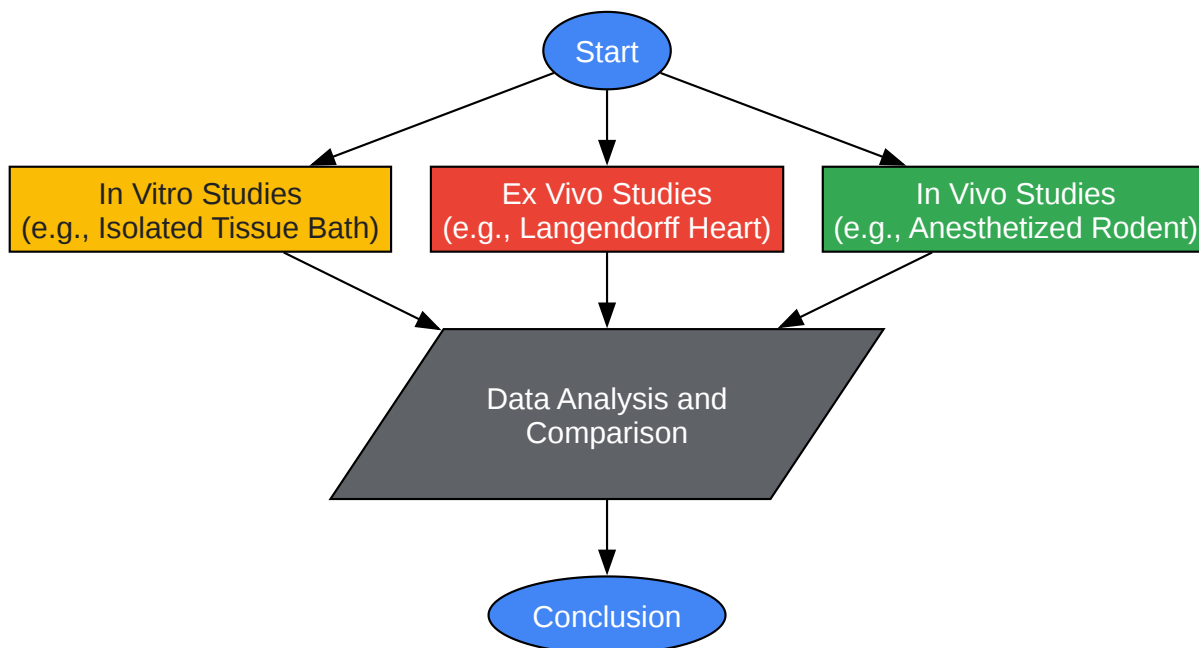 Start
In Vitro Studies
(e.g., Isolated Tissue Bath)
Ex Vivo Studies
(e.g., Langendorff Heart)
In Vivo Studies
(e.g., Anesthetized Rodent)
Data Analysis and
Comparison
Conclusion